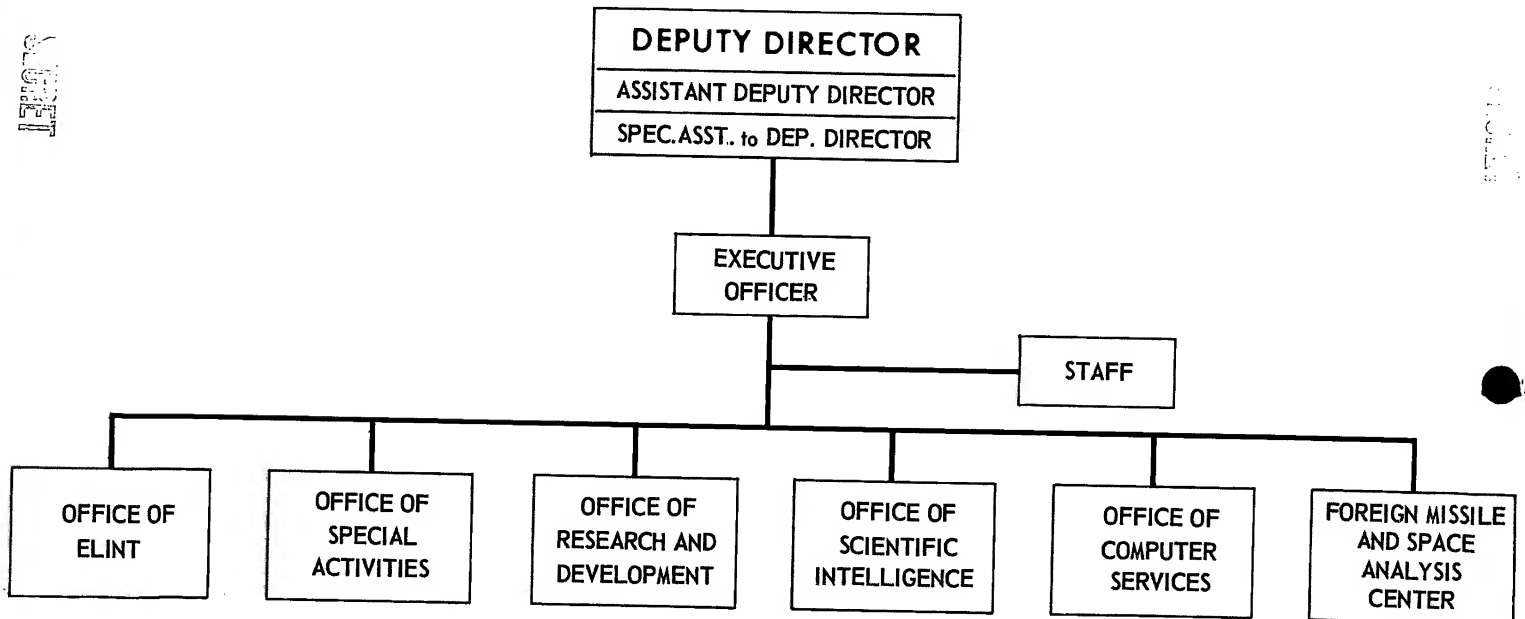 DEPUTY DIRECTOR
ASSISTANT DEPUTY DIRECTOR
SPEC. ASST.. to DEP. DIRECTOR
EXECUTIVE
OFFICER
STAFF
OFFICE OF
ELINT
OFFICE OF
SPECIAL
ACTIVITIES
OFFICE OF
RESEARCH AND
DEVELOPMENT
OFFICE OF
SCIENTIFIC
INTELLIGENCE
OFFICE OF
COMPUTER
SERVICES
FOREIGN MISSILE
AND SPACE
ANALYSIS
CENTER